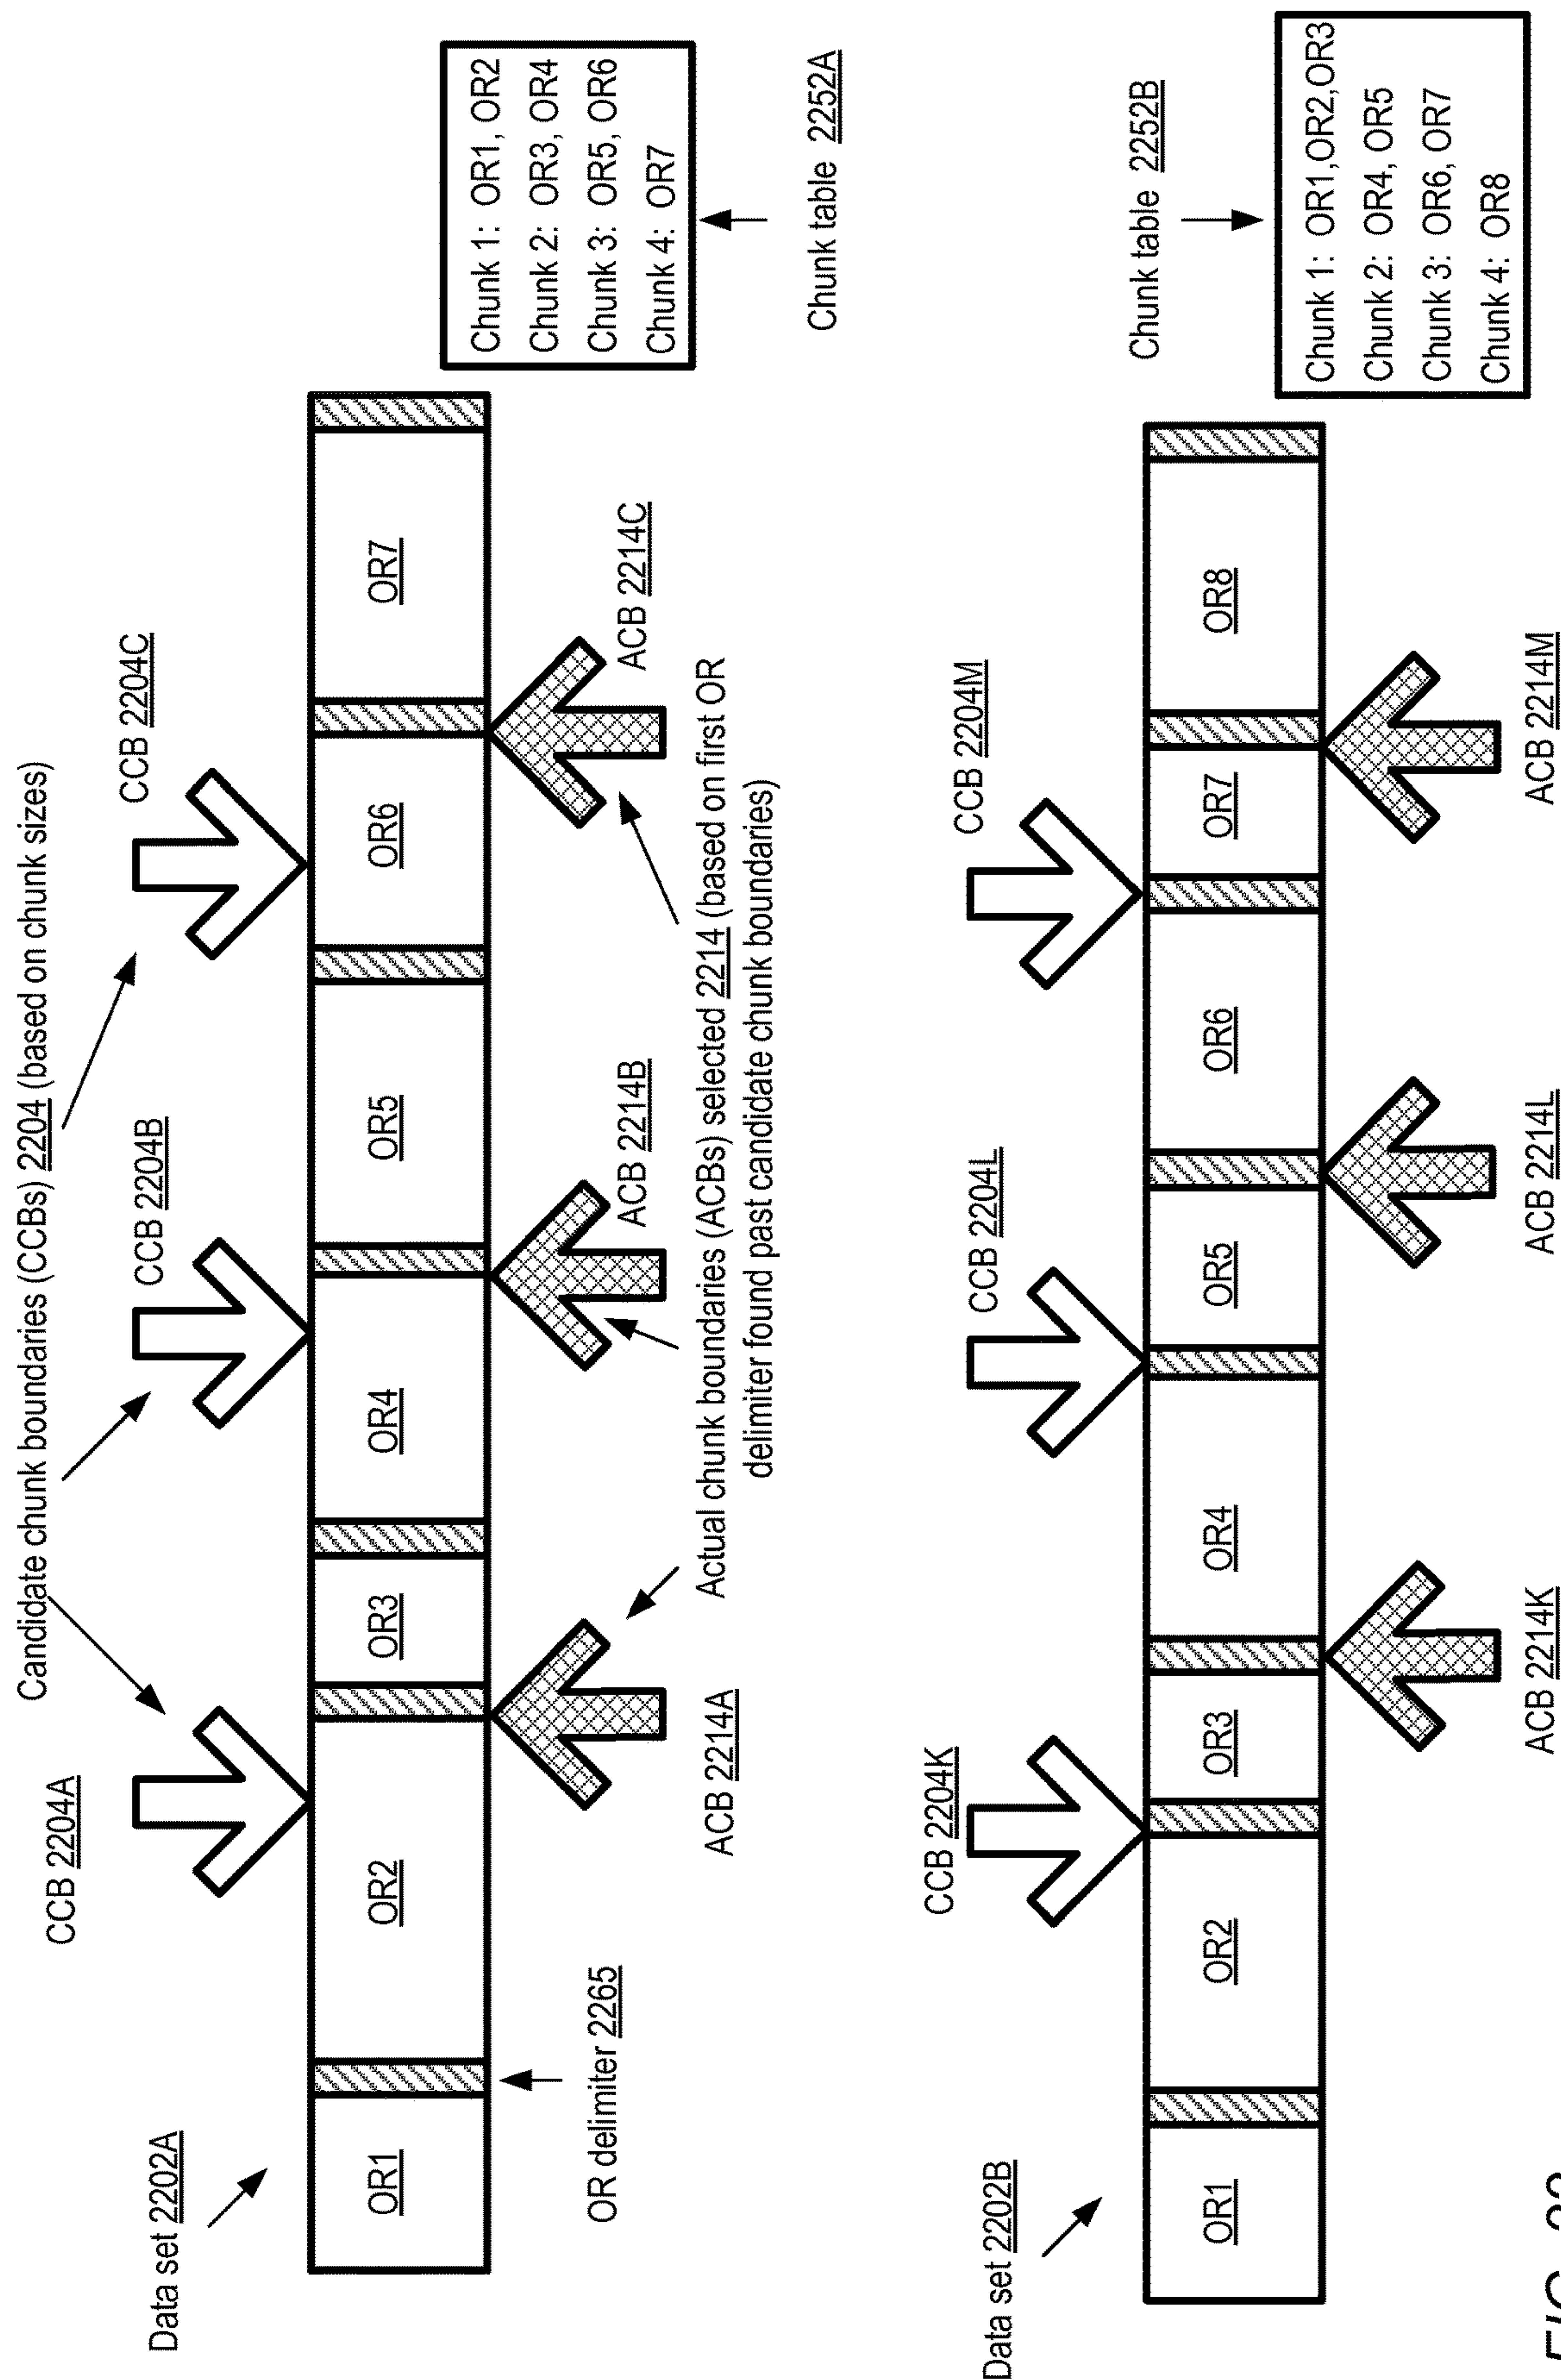 Candidate chunk boundaries (CCBs) 2204 (based on chunk sizes)
CCB 2204A
CCB 2204B
CCB 2204C
Data set 2202A
OR1
OR2
OR3
OR4
OR5
OR6
OR7
OR delimiter 2265
ACB 2214A
ACB 2214B
ACB 2214C
Actual chunk boundaries (ACBs) selected 2214 (based on first OR
delimiter found past candidate chunk boundaries)
Chunk 1: OR1, OR2
Chunk 2: OR3, OR4
Chunk 3: OR5, OR6
Chunk 4: OR7
Chunk table 2252A
CCB 2204K
CCB 2204L
CCB 2204M
Data set 2202B
OR1
OR2
OR3
OR4
OR5
OR6
OR7
OR8
ACB 2214K
ACB 2214L
ACB 2214M
Chunk table 2252B
Chunk 1: OR1,OR2,OR3
Chunk 2: OR4, OR5
Chunk 3: OR6, OR7
Chunk 4: OR8
FIG.